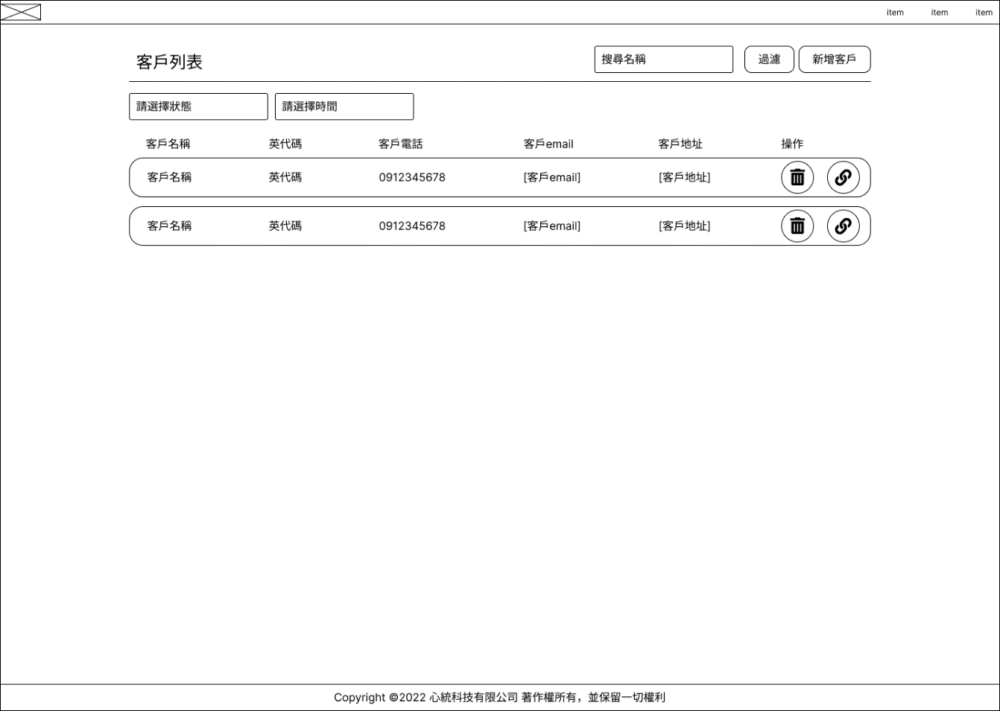 item item item
客戶列表 搜尋名稱 過濾 新增客戶
請選擇狀態 請選擇時間
客戶名稱 英代碼 客戶電話 客戶email 客戶地址 操作
客戶名稱 英代碼 0912345678 [客戶email] [客戶地址]
客戶名稱 英代碼 0912345678 [客戶email] [客戶地址]
Copyright ©2022 心統科技有限公司 著作權所有，並保留一切權利